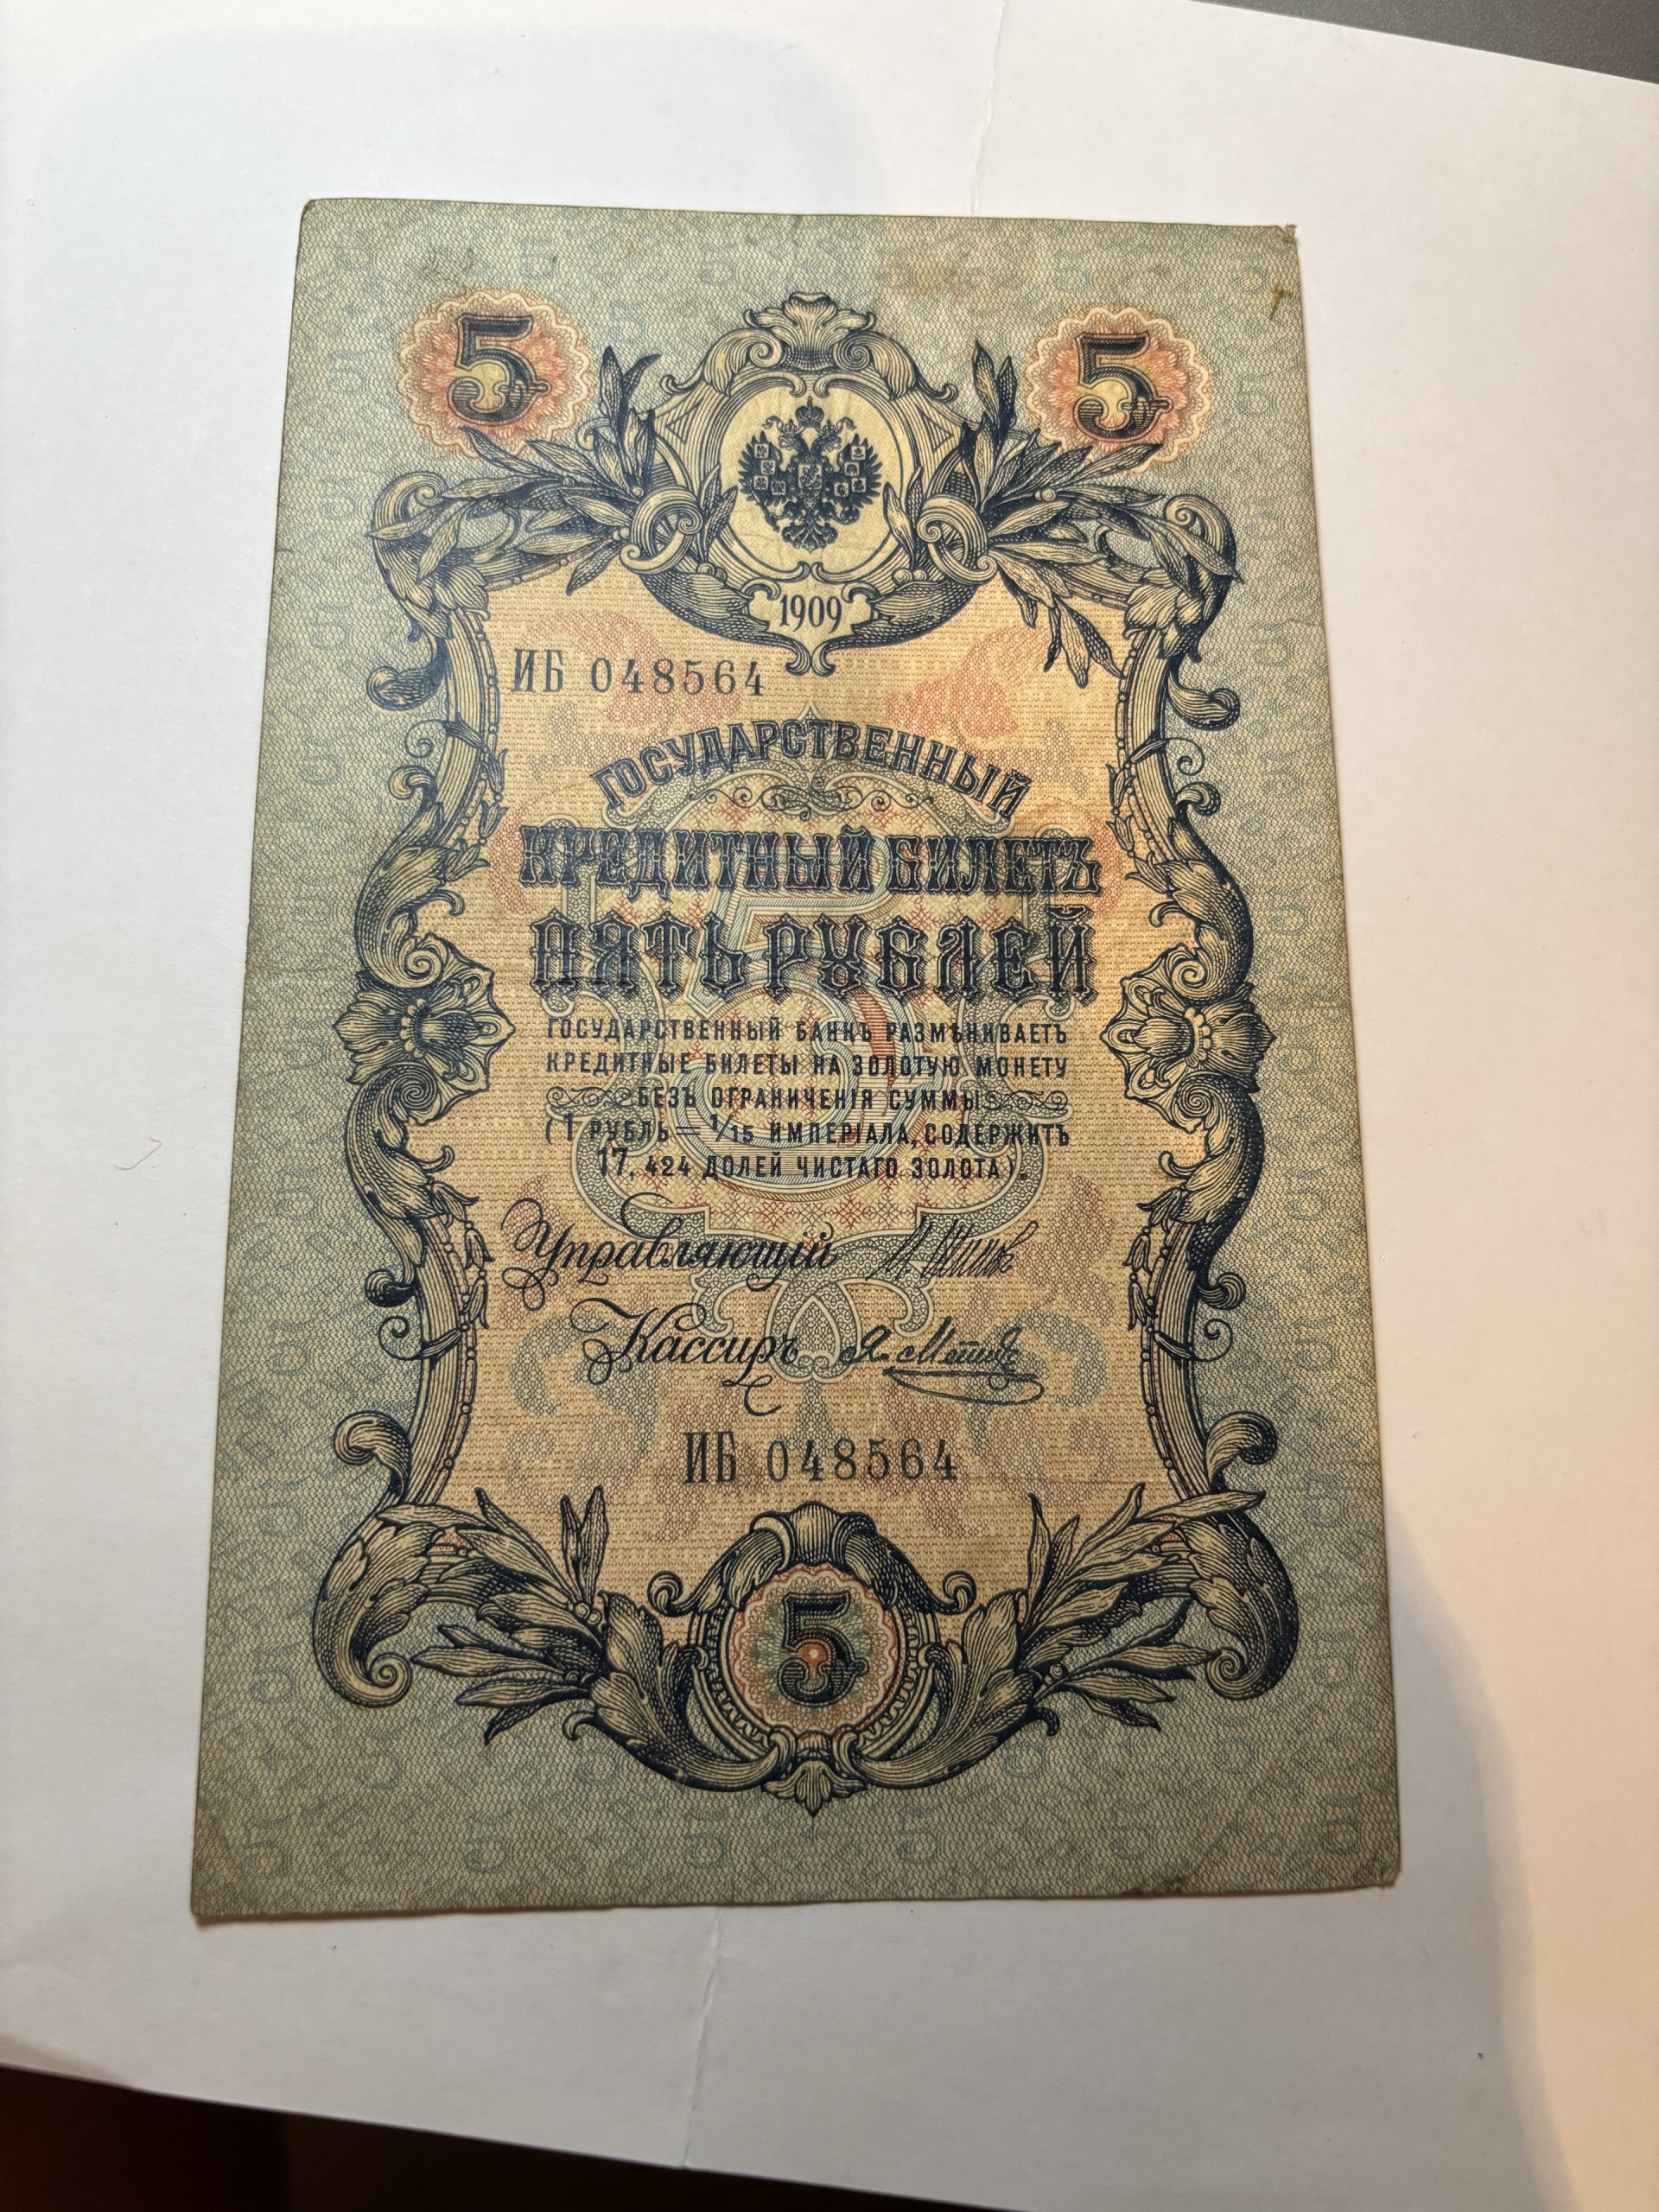 5 5
1909
ИБ 048564
ГОСУДАРСТВЕННЫЙ
КРЕДИТНЫЙ БИЛЕТЪ
ПЯТЬ РУБЛЕЙ
ГОСУДАРСТВЕННЫЙ БАНКЪ РАЗМѢНИВАЕТЪ
КРЕДИТНЫЕ БИЛЕТЫ НА ЗОЛОТУЮ МОНЕТУ
БЕЗЪ ОГРАНИЧЕНІЯ СУММЫ
(1 РУБЛЬ = 1/15 ИМПЕРІАЛА, СОДЕРЖИТЪ
17,424 ДОЛЕЙ ЧИСТАГО ЗОЛОТА).
Управляющій
Кассиръ
ИБ 048564
5